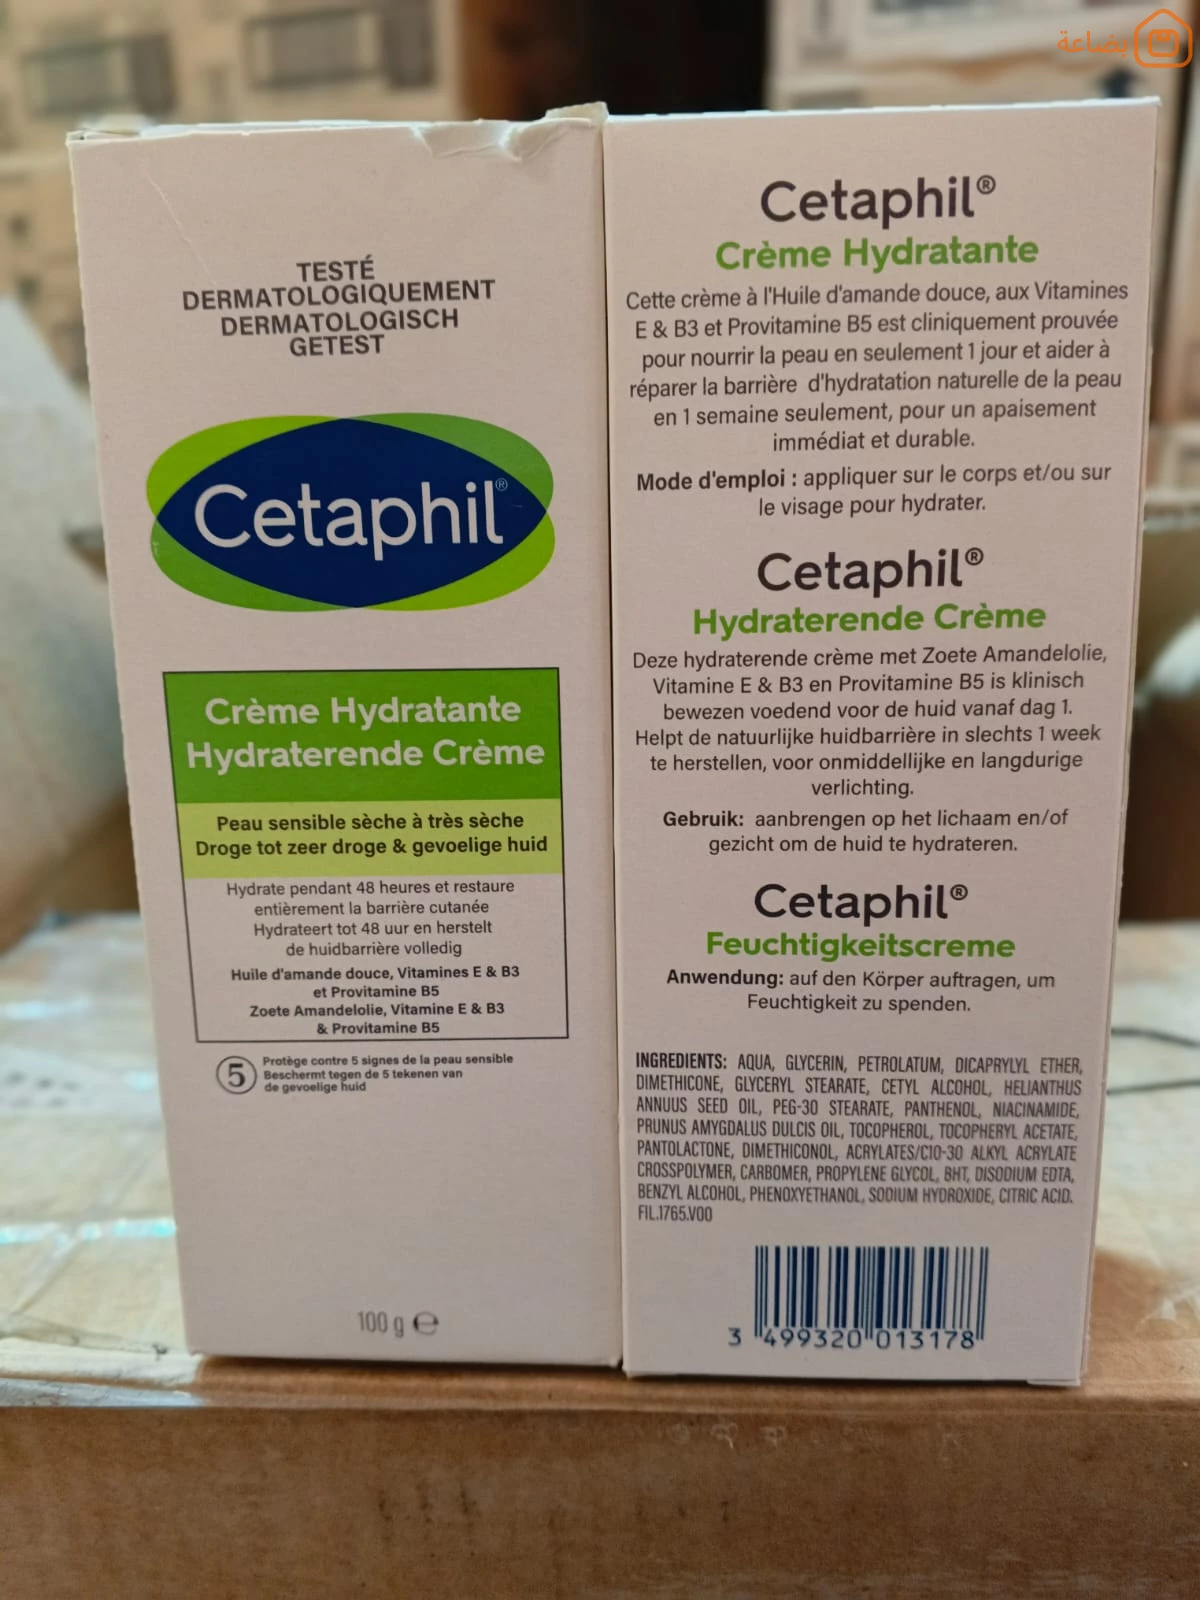 بضاعة
TESTÉ
DERMATOLOGIQUEMENT
DERMATOLOGISCH
GETEST
Cetaphil®
Crème Hydratante
Hydraterende Crème
Peau sensible sèche à très sèche
Droge tot zeer droge & gevoelige huid
Hydrate pendant 48 heures et restaure
entièrement la barrière cutanée
Hydrateert tot 48 uur en herstelt
de huidbarrière volledig
Huile d'amande douce, Vitamines E & B3
et Provitamine B5
Zoete Amandelolie, Vitamine E & B3
& Provitamine B5
5
Protège contre 5 signes de la peau sensible
Beschermt tegen de 5 tekenen van
de gevoelige huid
100 g ℮
Cetaphil®
Crème Hydratante
Cette crème à l'Huile d'amande douce, aux Vitamines
E & B3 et Provitamine B5 est cliniquement prouvée
pour nourrir la peau en seulement 1 jour et aider à
réparer la barrière d'hydratation naturelle de la peau
en 1 semaine seulement, pour un apaisement
immédiat et durable.
Mode d'emploi : appliquer sur le corps et/ou sur
le visage pour hydrater.
Cetaphil®
Hydraterende Crème
Deze hydraterende crème met Zoete Amandelolie,
Vitamine E & B3 en Provitamine B5 is klinisch
bewezen voedend voor de huid vanaf dag 1.
Helpt de natuurlijke huidbarrière in slechts 1 week
te herstellen, voor onmiddellijke en langdurige
verlichting.
Gebruik: aanbrengen op het lichaam en/of
gezicht om de huid te hydrateren.
Cetaphil®
Feuchtigkeitscreme
Anwendung: auf den Körper auftragen, um
Feuchtigkeit zu spenden.
INGREDIENTS: AQUA, GLYCERIN, PETROLATUM, DICAPRYLYL ETHER,
DIMETHICONE, GLYCERYL STEARATE, CETYL ALCOHOL, HELIANTHUS
ANNUUS SEED OIL, PEG-30 STEARATE, PANTHENOL, NIACINAMIDE,
PRUNUS AMYGDALUS DULCIS OIL, TOCOPHEROL, TOCOPHERYL ACETATE,
PANTOLACTONE, DIMETHICONOL, ACRYLATES/C10-30 ALKYL ACRYLATE
CROSSPOLYMER, CARBOMER, PROPYLENE GLYCOL, BHT, DISODIUM EDTA,
BENZYL ALCOHOL, PHENOXYETHANOL, SODIUM HYDROXIDE, CITRIC ACID.
FIL.1765.V00
3 499320 013178